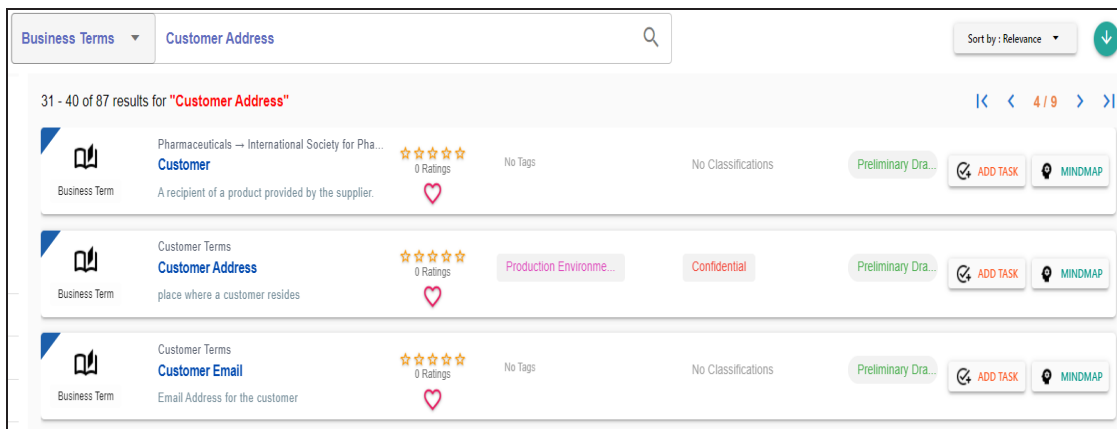 Business Terms Customer Address Sort by : Relevance
31 - 40 of 87 results for "Customer Address" 4 / 9
Pharmaceuticals → International Society for Pha...
Customer
A recipient of a product provided by the supplier.
Business Term
0 Ratings
No Tags
No Classifications
Preliminary Dra...
ADD TASK
MINDMAP
Customer Terms
Customer Address
place where a customer resides
Business Term
0 Ratings
Production Environme...
Confidential
Preliminary Dra...
ADD TASK
MINDMAP
Customer Terms
Customer Email
Email Address for the customer
Business Term
0 Ratings
No Tags
No Classifications
Preliminary Dra...
ADD TASK
MINDMAP